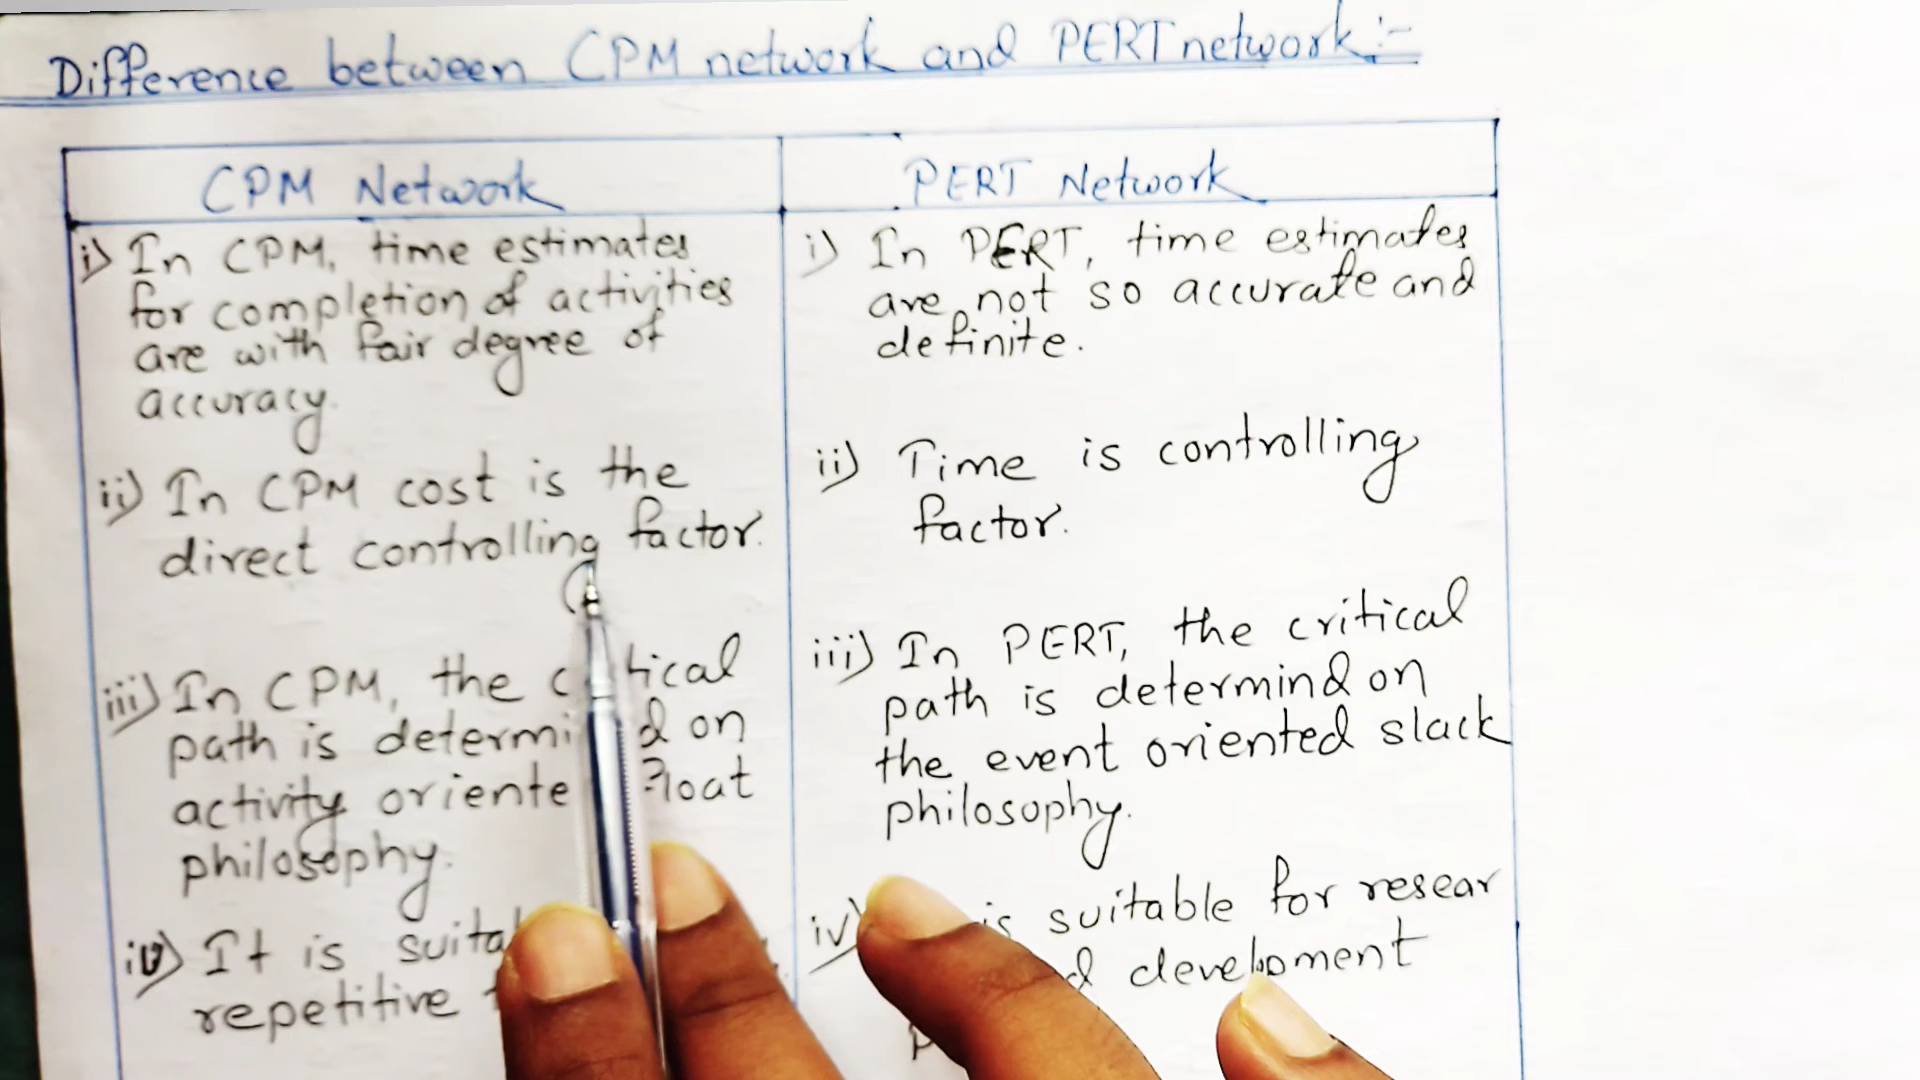 Difference between CPM network and PERT network:-
CPM Network
i) In CPM, time estimates
for completion of activities
are with fair degree of
accuracy.
ii) In CPM cost is the
direct controlling factor.
iii) In CPM, the
path is on
activity
philosophy.
iv) It is
repetitive
PERT Network
i) In PERT, time estimates
are not so accurate and
definite.
ii) Time is controlling
factor.
iii) In PERT, the critical
path is determind on
the event oriented slack
philosophy.
iv) is suitable for resear
development